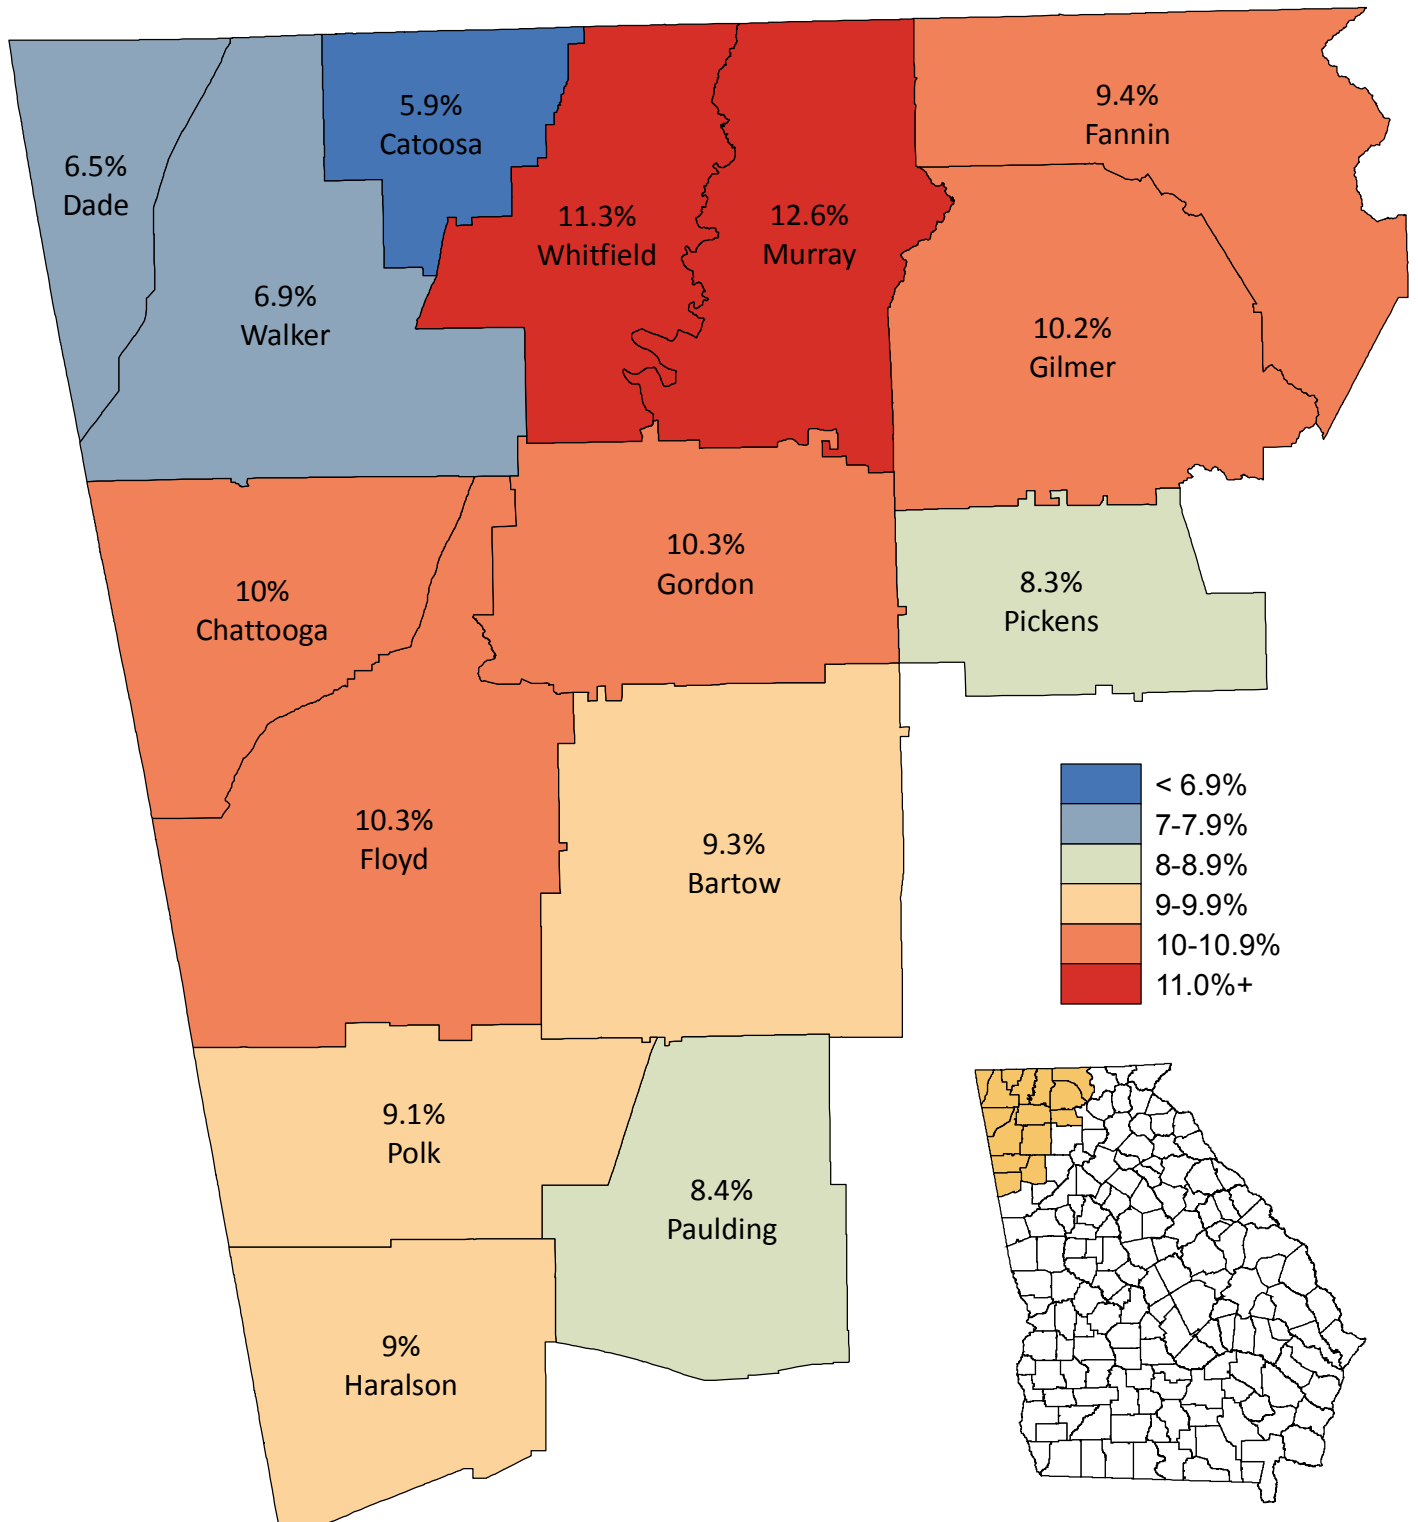 9.4%
Fannin
5.9%
Catoosa
6.5%
Dade
11.3%
Whitfield
12.6%
Murray
6.9%
Walker
10.2%
Gilmer
10.3%
Gordon
8.3%
Pickens
10%
Chattooga
10.3%
Floyd
9.3%
Bartow
< 6.9%
7-7.9%
8-8.9%
9-9.9%
10-10.9%
11.0%+
9.1%
Polk
8.4%
Paulding
9%
Haralson